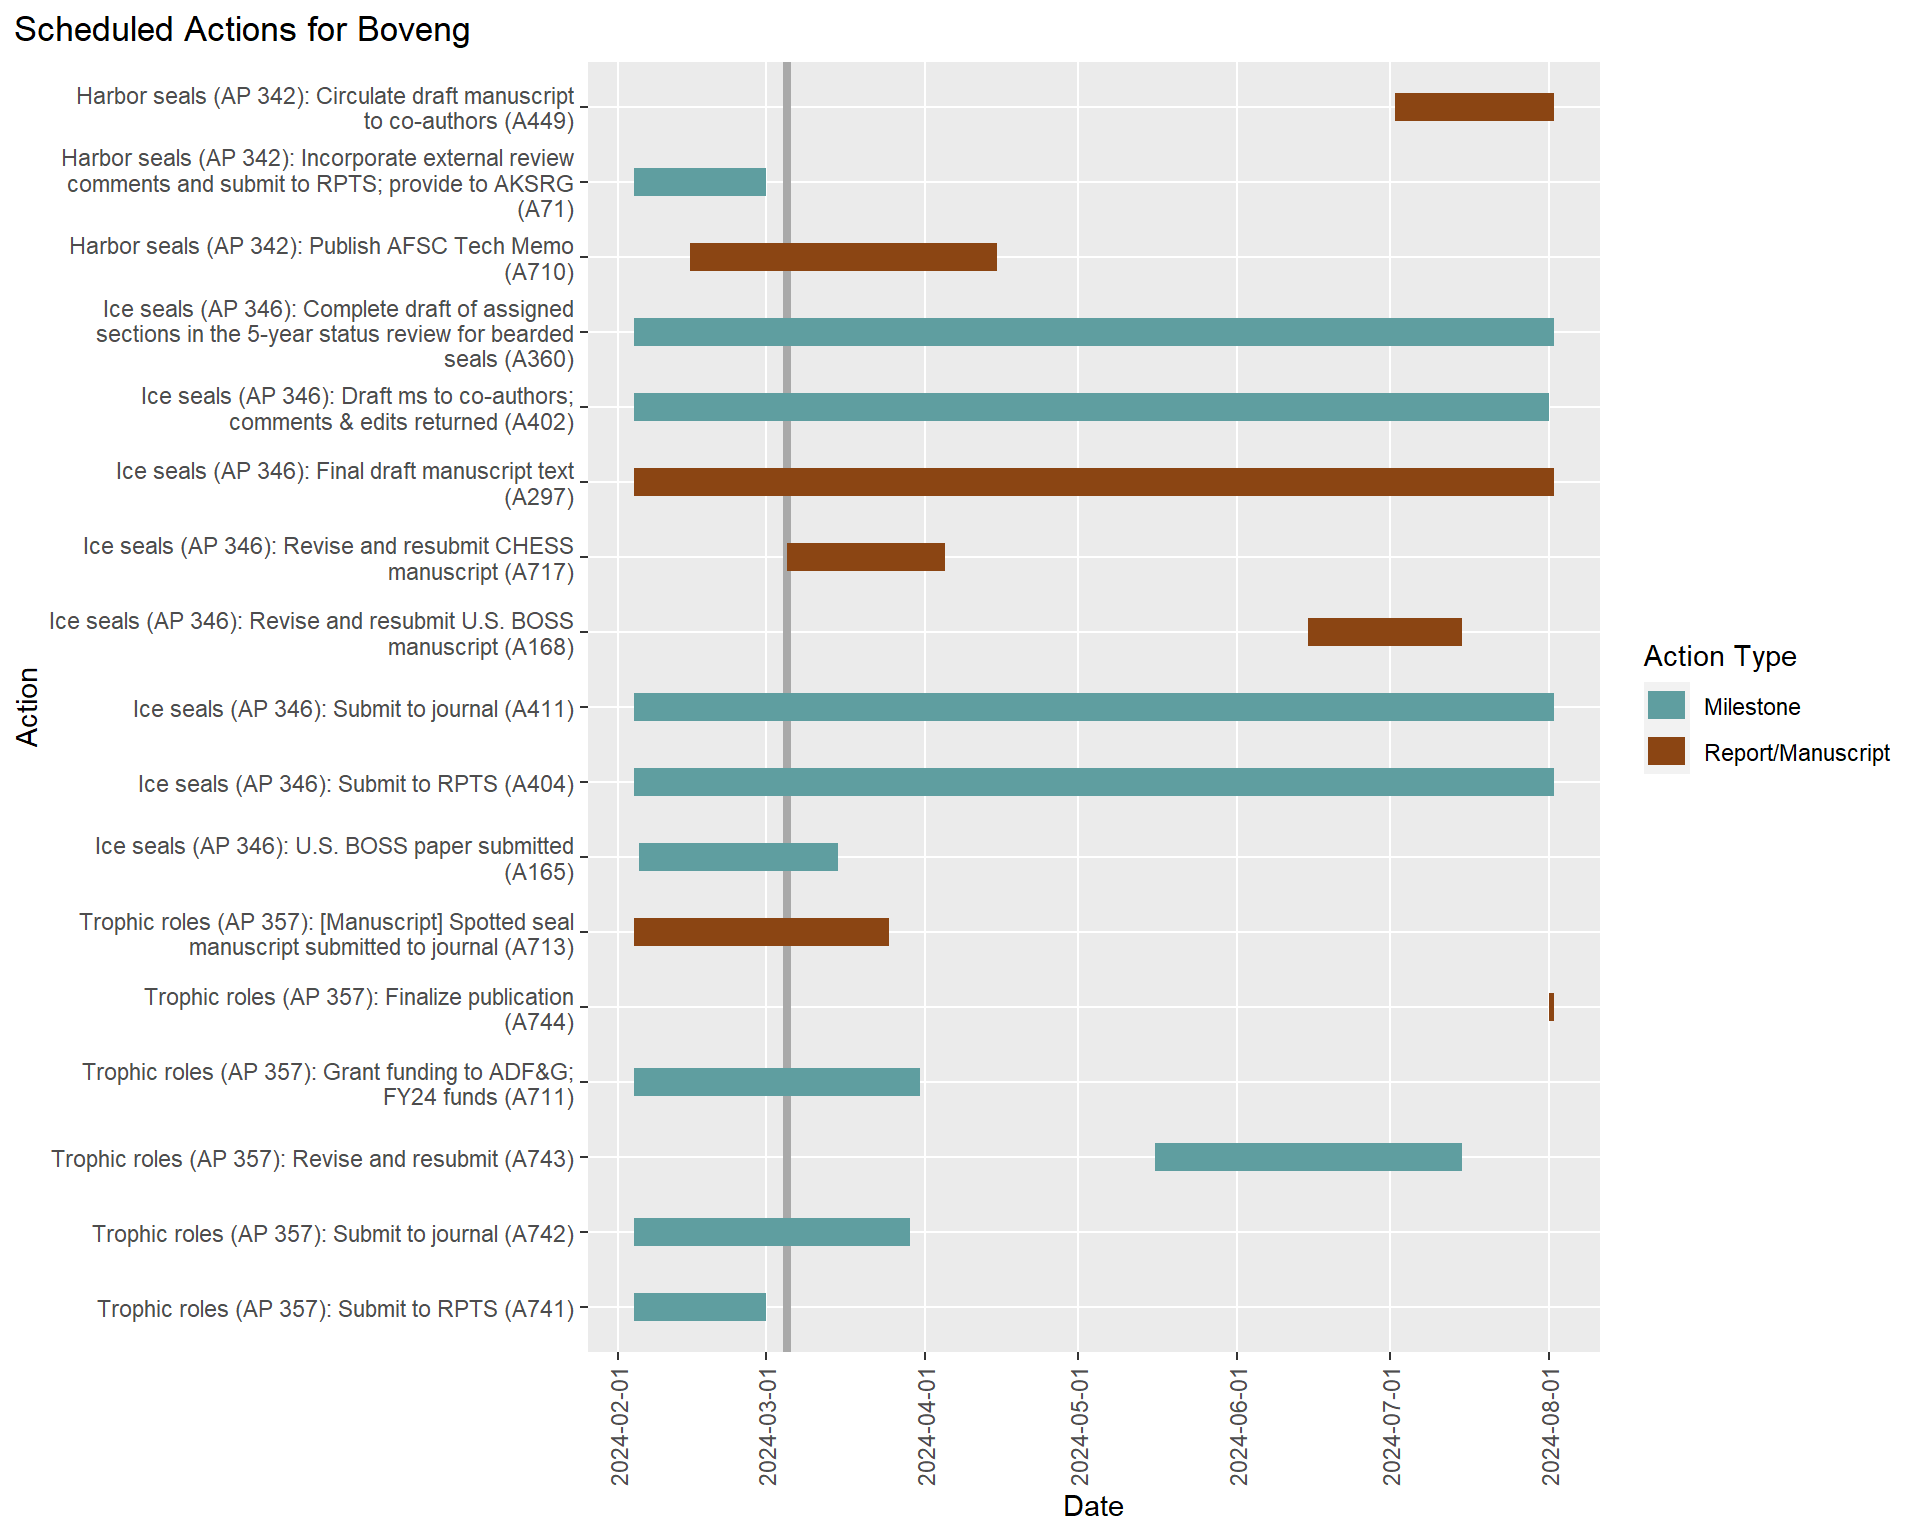 Scheduled Actions for Boveng
Harbor seals (AP 342): Circulate draft manuscript
to co-authors (A449)
Harbor seals (AP 342): Incorporate external review
comments and submit to RPTS; provide to AKSRG
(A71)
Harbor seals (AP 342): Publish AFSC Tech Memo
(A710)
Ice seals (AP 346): Complete draft of assigned
sections in the 5-year status review for bearded
seals (A360)
Ice seals (AP 346): Draft ms to co-authors;
comments & edits returned (A402)
Ice seals (AP 346): Final draft manuscript text
(A297)
Ice seals (AP 346): Revise and resubmit CHESS
manuscript (A717)
Ice seals (AP 346): Revise and resubmit U.S. BOSS
manuscript (A168)
Ice seals (AP 346): Submit to journal (A411)
Ice seals (AP 346): Submit to RPTS (A404)
Ice seals (AP 346): U.S. BOSS paper submitted
(A165)
Trophic roles (AP 357): [Manuscript] Spotted seal
manuscript submitted to journal (A713)
Trophic roles (AP 357): Finalize publication
(A744)
Trophic roles (AP 357): Grant funding to ADF&G;
FY24 funds (A711)
Trophic roles (AP 357): Revise and resubmit (A743)
Trophic roles (AP 357): Submit to journal (A742)
Trophic roles (AP 357): Submit to RPTS (A741)
Action
2024-02-01
2024-03-01
2024-04-01
2024-05-01
2024-06-01
2024-07-01
2024-08-01
Date
Action Type
Milestone
Report/Manuscript